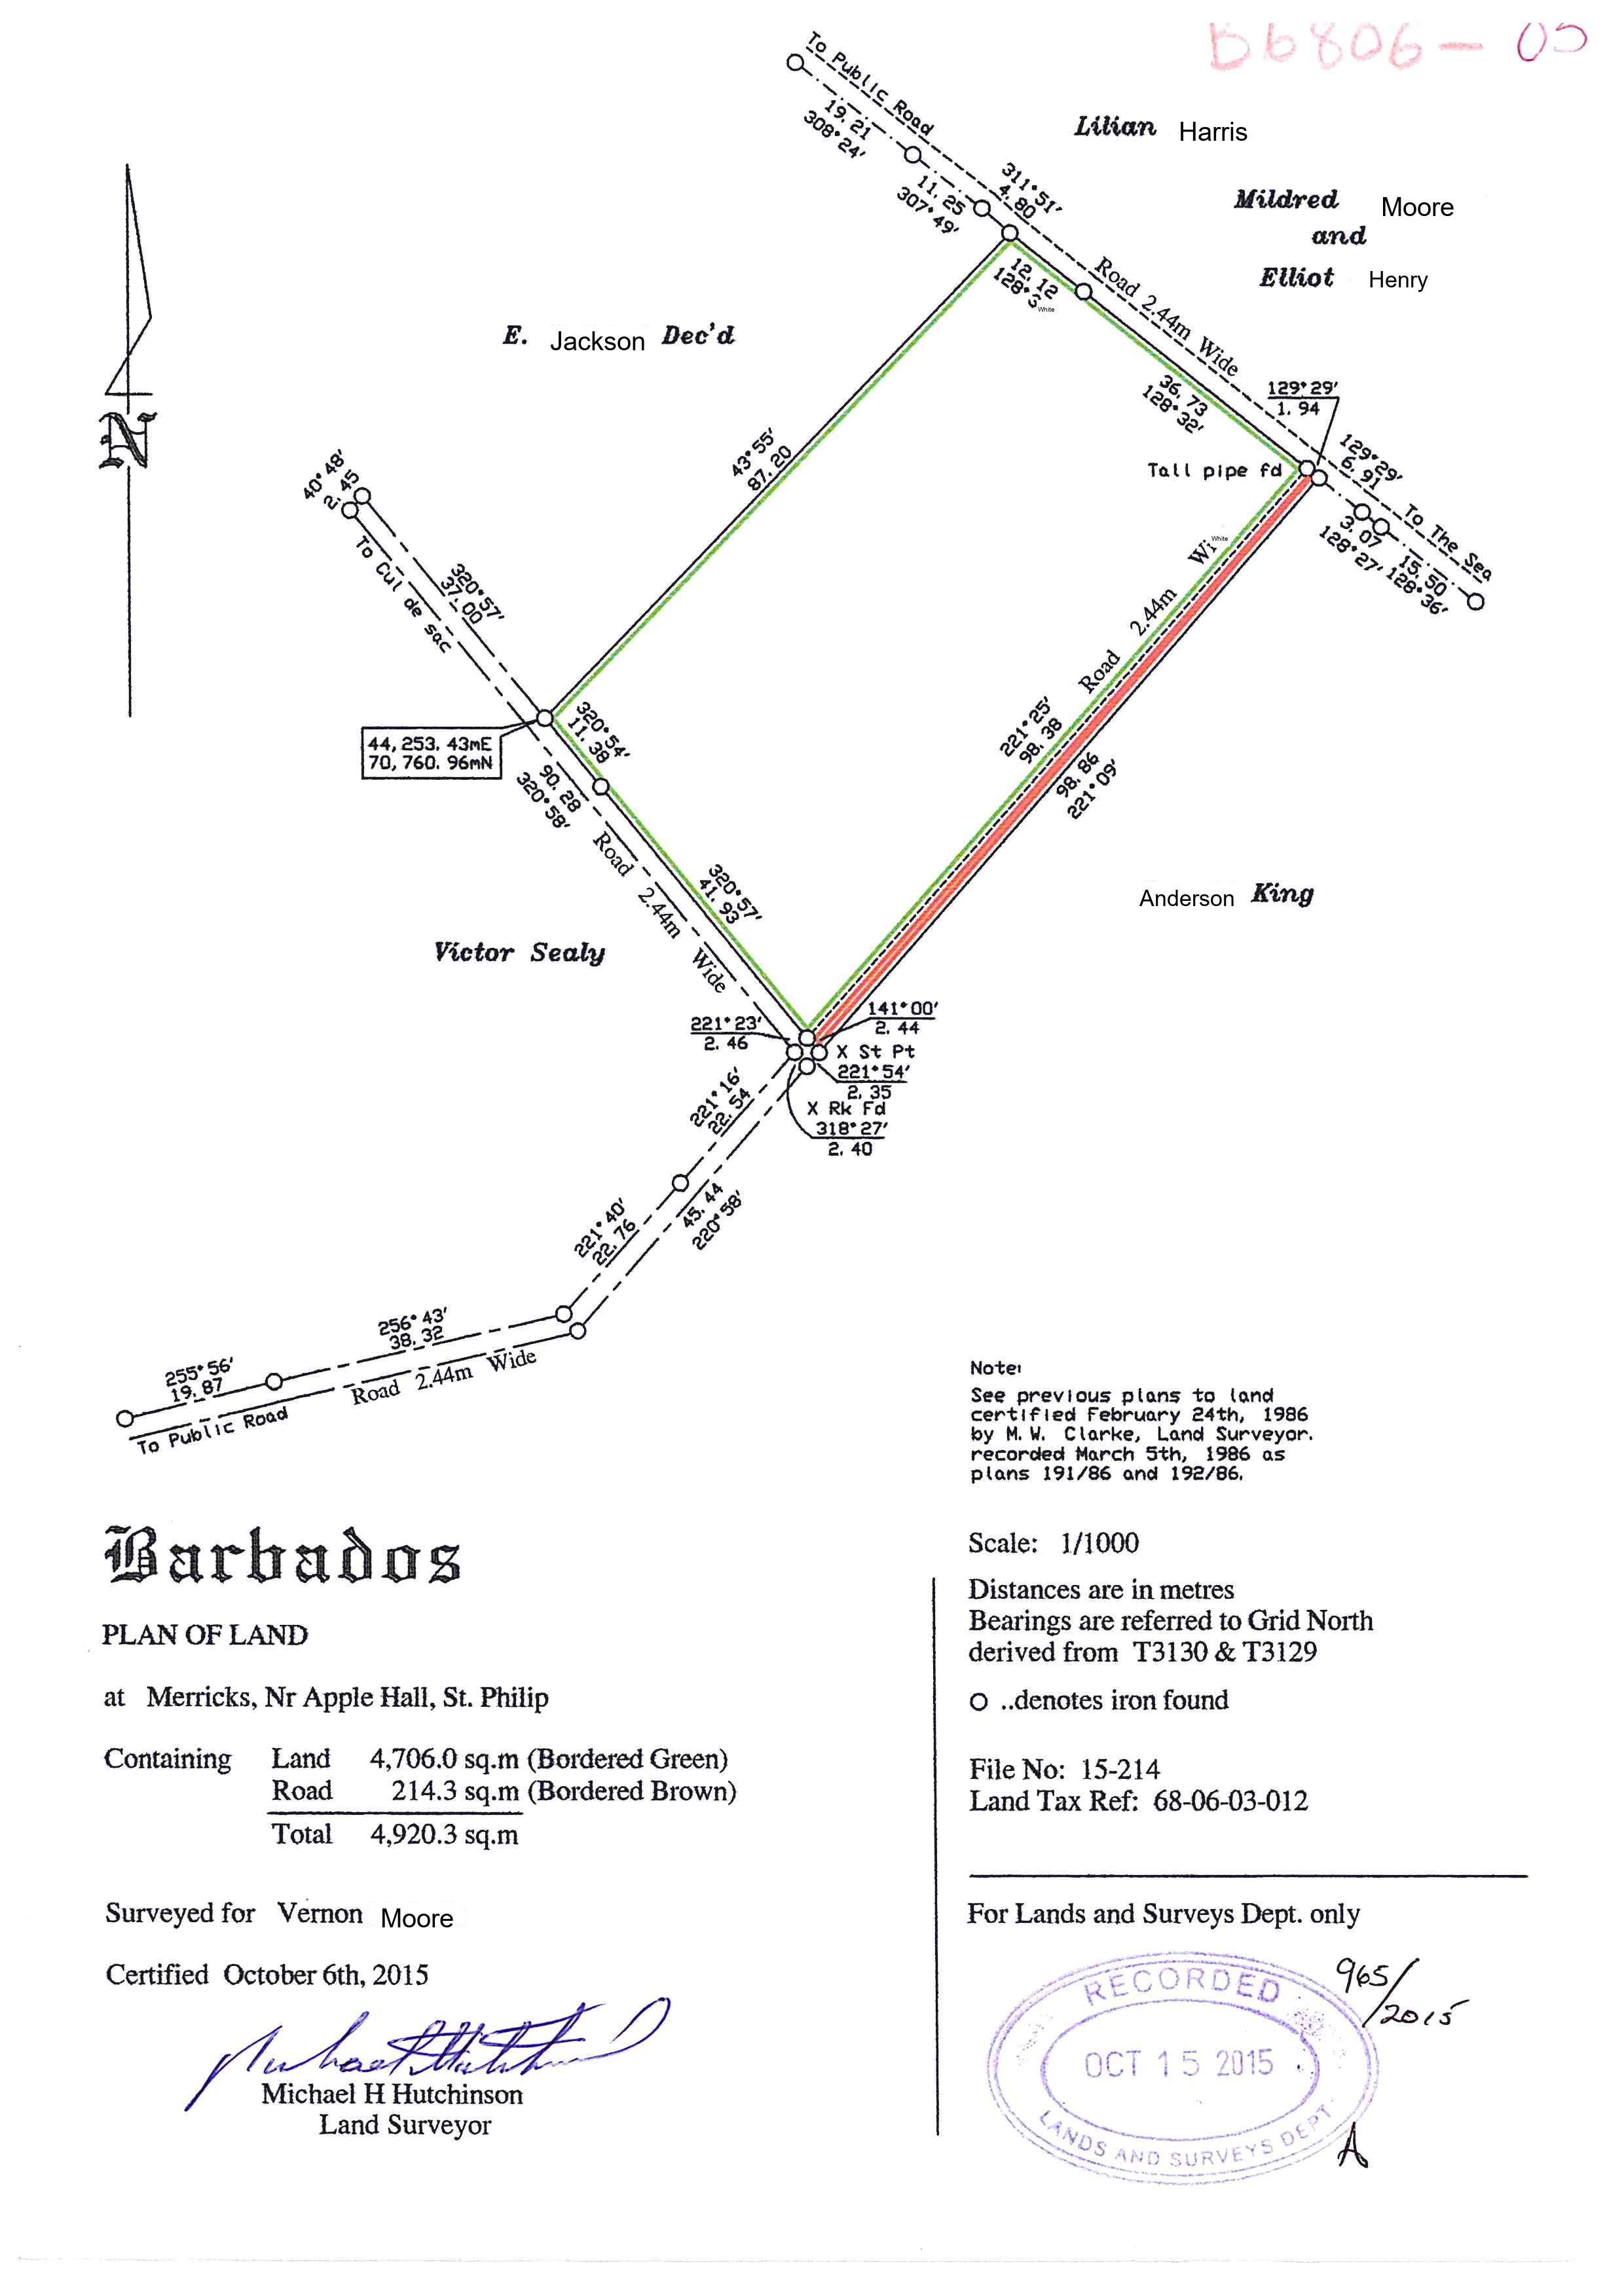 B6806-05
To Public Road
19.21
308°24'
11.25
307°49'
311°51'
4.80
Lilian Harris
Mildred Moore
and
Elliot Henry
12.12
128°3
White
Road 2.44m Wide
E. Jackson Dec'd
36.73
128°32'
129°29'
1.94
Tall pipe fd
129°29'
6.91
To The Sea
3.07
128°27'
15.50
128°36'
N
43°55'
87.20
40°48'
2.45
To Cul de sac
320°57'
37.00
Road 2.44m Wi
White
44,253.43mE
70,760.96mN
320°54'
11.38
90.28
320°58'
221°25'
98.38
98.86
221°09'
Road 2.44m Wide
320°57'
41.93
Anderson King
Victor Sealy
221°23'
2.46
141°00'
2.44
X St Pt
221°54'
2.35
X Rk Fd
318°27'
2.40
221°16'
22.54
221°40'
22.76
45.44
220°58'
256°43'
38.32
255°56'
19.87
Road 2.44m Wide
To Public Road
Note:
See previous plans to land
certified February 24th, 1986
by M.W. Clarke, Land Surveyor.
recorded March 5th, 1986 as
plans 191/86 and 192/86.
Barbados
PLAN OF LAND
at Merricks, Nr Apple Hall, St. Philip
Containing Land 4,706.0 sq.m (Bordered Green)
Road 214.3 sq.m (Bordered Brown)
Total 4,920.3 sq.m
Surveyed for Vernon Moore
Certified October 6th, 2015
Michael H Hutchinson
Land Surveyor
Scale: 1/1000
Distances are in metres
Bearings are referred to Grid North
derived from T3130 & T3129
O ..denotes iron found
File No: 15-214
Land Tax Ref: 68-06-03-012
For Lands and Surveys Dept. only
965/2015
RECORDED
OCT 15 2015
LANDS AND SURVEYS DEPT.
A